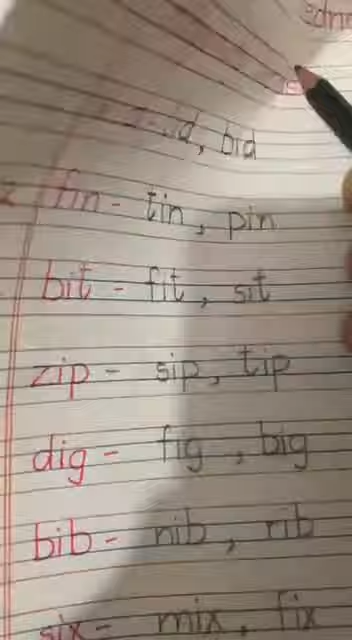 bid
fin - tin, pin
bit - fit, sit
zip - sip, tip
dig - fig, big
bib - nib, rib
six - mix, fix